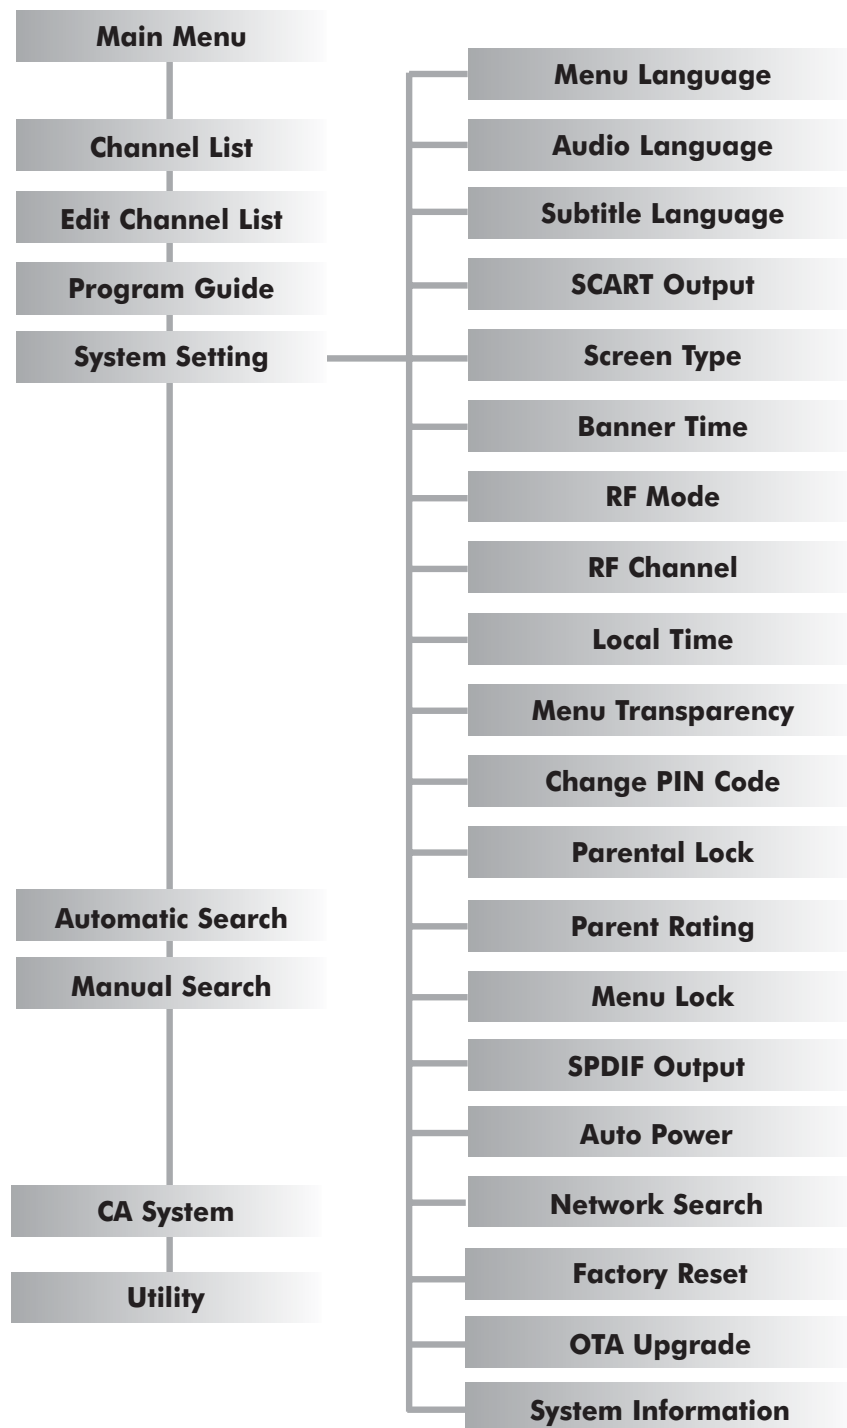 Main Menu
Channel List
Edit Channel List
Program Guide
System Setting
Automatic Search
Manual Search
CA System
Utility
Menu Language
Audio Language
Subtitle Language
SCART Output
Screen Type
Banner Time
RF Mode
RF Channel
Local Time
Menu Transparency
Change PIN Code
Parental Lock
Parent Rating
Menu Lock
SPDIF Output
Auto Power
Network Search
Factory Reset
OTA Upgrade
System Information